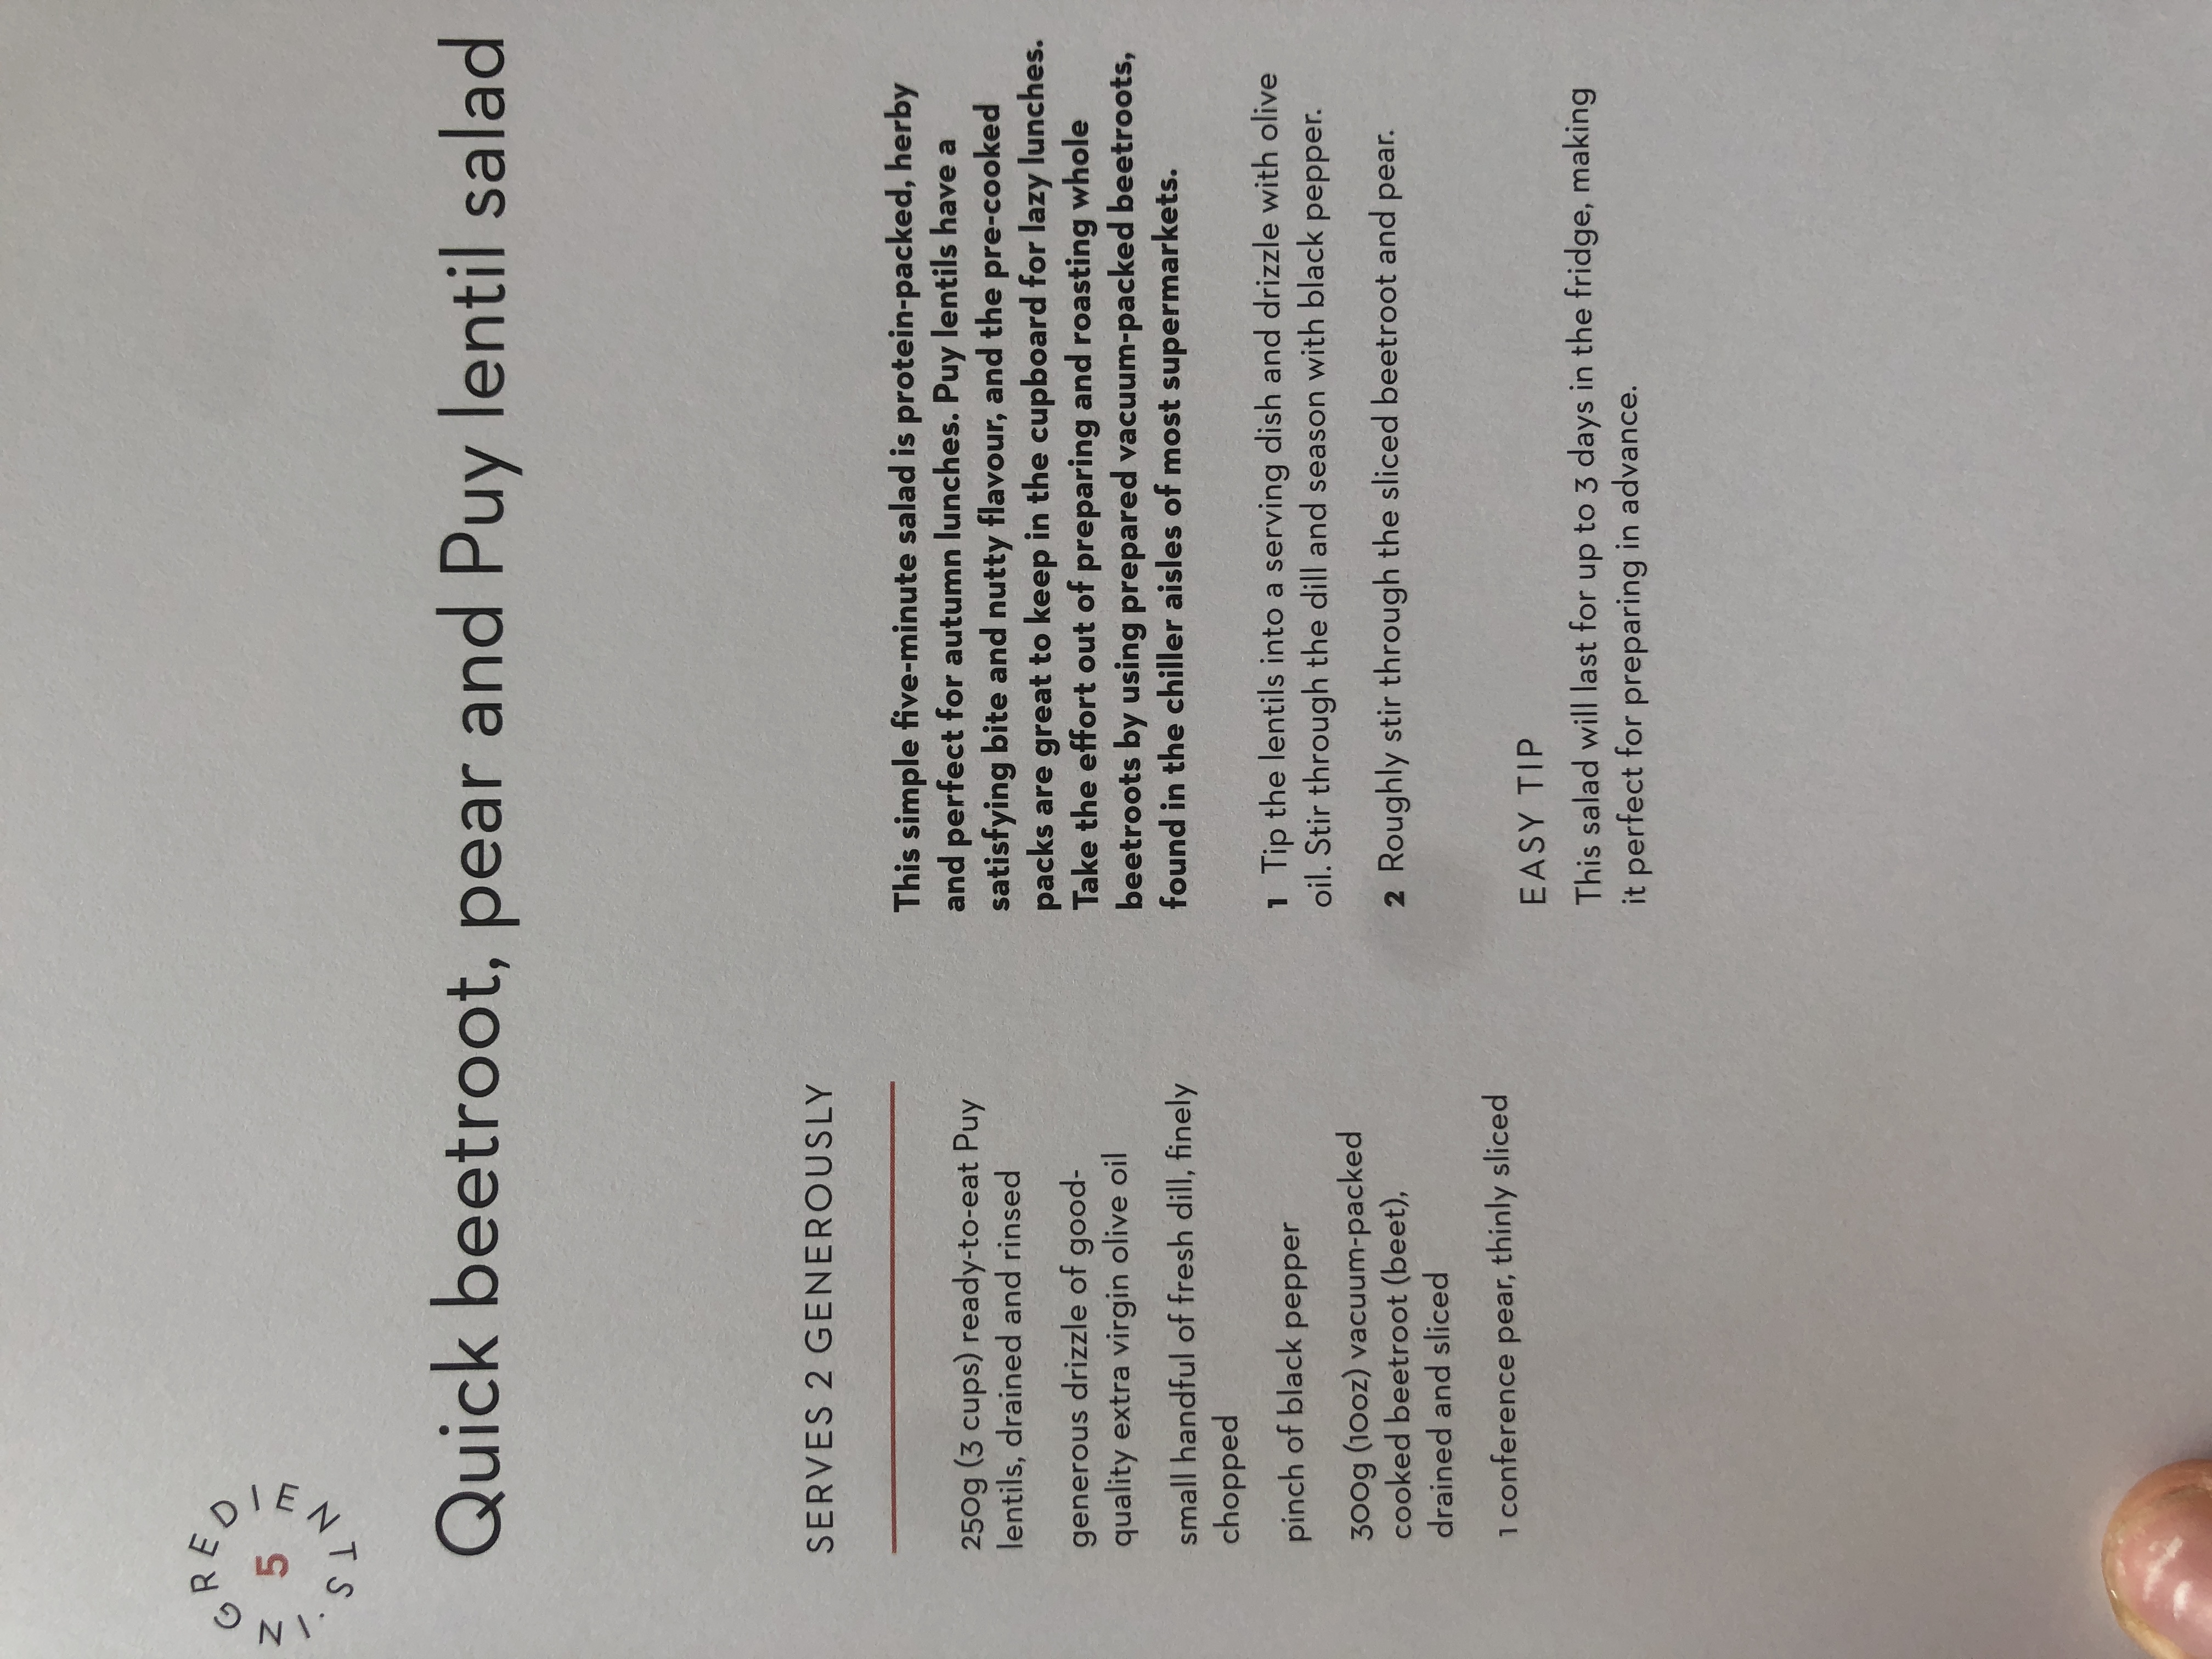 INGREDIENTS.
5
Quick beetroot, pear and Puy lentil salad
SERVES 2 GENEROUSLY
250g (3 cups) ready-to-eat Puy
lentils, drained and rinsed
generous drizzle of good-
quality extra virgin olive oil
small handful of fresh dill, finely
chopped
pinch of black pepper
300g (10oz) vacuum-packed
cooked beetroot (beet),
drained and sliced
1 conference pear, thinly sliced
This simple five-minute salad is protein-packed, herby
and perfect for autumn lunches. Puy lentils have a
satisfying bite and nutty flavour, and the pre-cooked
packs are great to keep in the cupboard for lazy lunches.
Take the effort out of preparing and roasting whole
beetroots by using prepared vacuum-packed beetroots,
found in the chiller aisles of most supermarkets.
1 Tip the lentils into a serving dish and drizzle with olive
oil. Stir through the dill and season with black pepper.
2 Roughly stir through the sliced beetroot and pear.
EASY TIP
This salad will last for up to 3 days in the fridge, making
it perfect for preparing in advance.